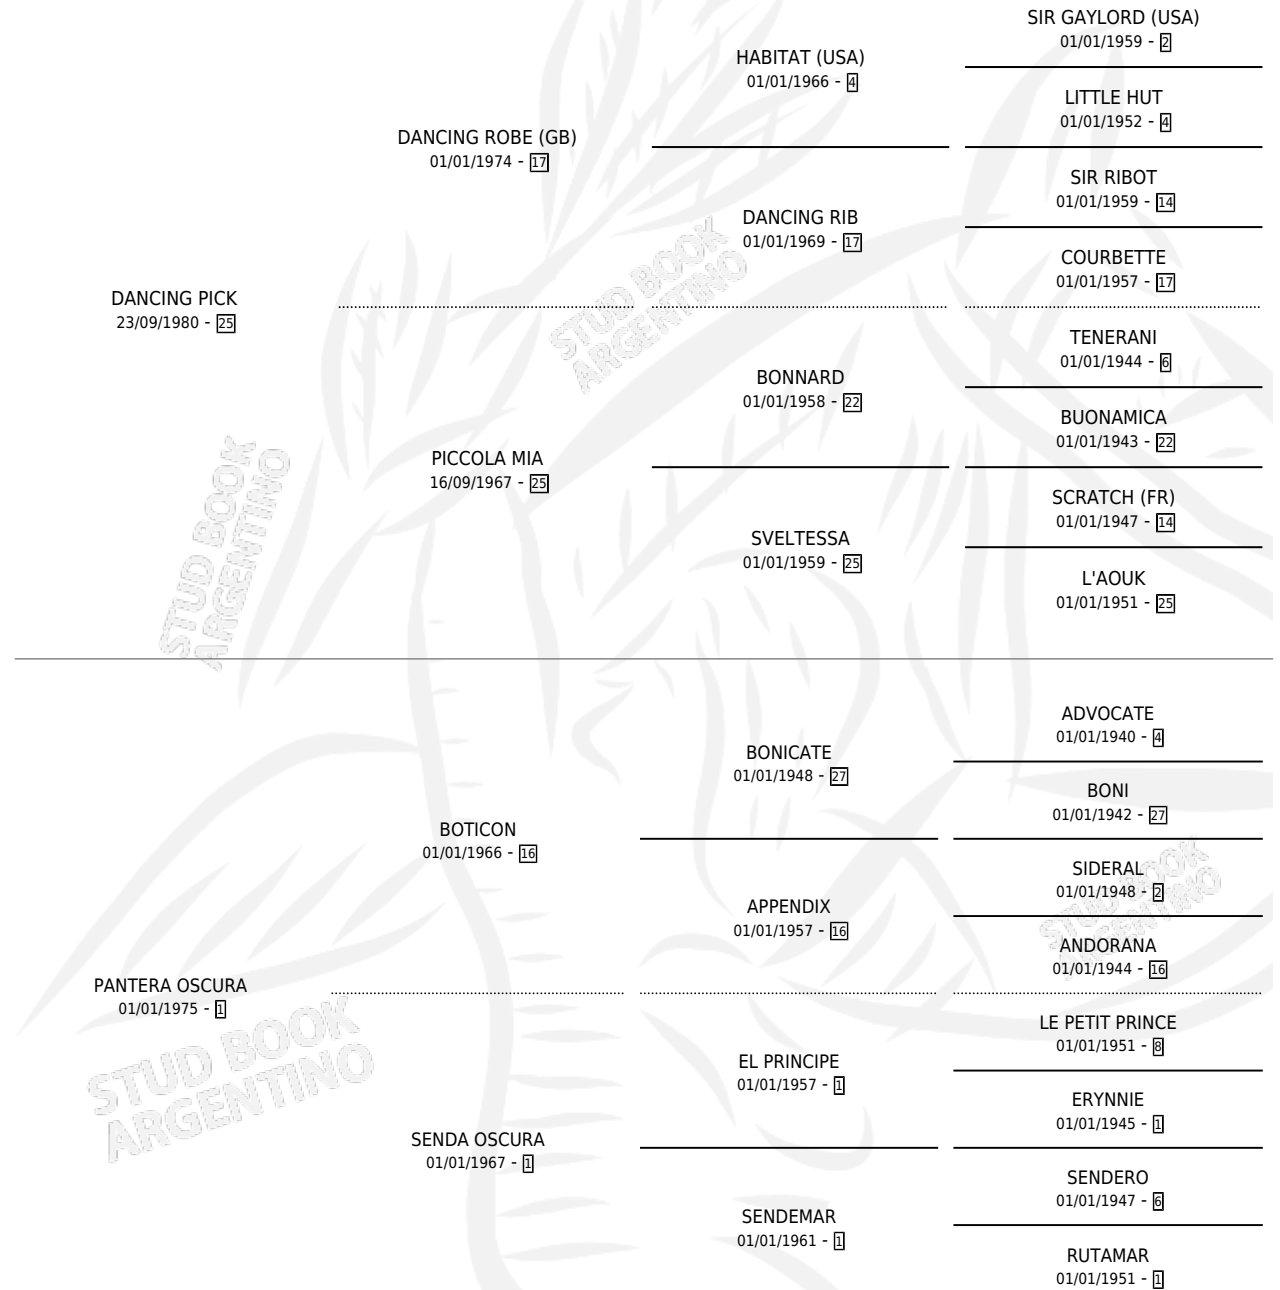 SIR GAYLORD (USA)
01/01/1959 - 2
HABITAT (USA)
01/01/1966 - 4
LITTLE HUT
01/01/1952 - 4
DANCING ROBE (GB)
01/01/1974 - 17
SIR RIBOT
01/01/1959 - 14
DANCING RIB
01/01/1969 - 17
COURBETTE
01/01/1957 - 17
STUD BOOK
ARGENTINO
DANCING PICK
23/09/1980 - 25
TENERANI
01/01/1944 - 6
BONNARD
01/01/1958 - 22
BUONAMICA
01/01/1943 - 22
PICCOLA MIA
16/09/1967 - 25
SCRATCH (FR)
01/01/1947 - 14
SVELTESSA
01/01/1959 - 25
L'AOUK
01/01/1951 - 25
STUD BOOK
ARGENTINO
ADVOCATE
01/01/1940 - 4
BONICATE
01/01/1948 - 27
BONI
01/01/1942 - 27
BOTICON
01/01/1966 - 16
SIDERAL
01/01/1948 - 2
APPENDIX
01/01/1957 - 16
ANDORANA
01/01/1944 - 16
STUD BOOK
ARGENTINO
PANTERA OSCURA
01/01/1975 - 1
LE PETIT PRINCE
01/01/1951 - 8
EL PRINCIPE
01/01/1957 - 1
ERYNNIE
01/01/1945 - 1
STUD BOOK
ARGENTINO
SENDA OSCURA
01/01/1967 - 1
SENDERO
01/01/1947 - 6
SENDEMAR
01/01/1961 - 1
RUTAMAR
01/01/1951 - 1